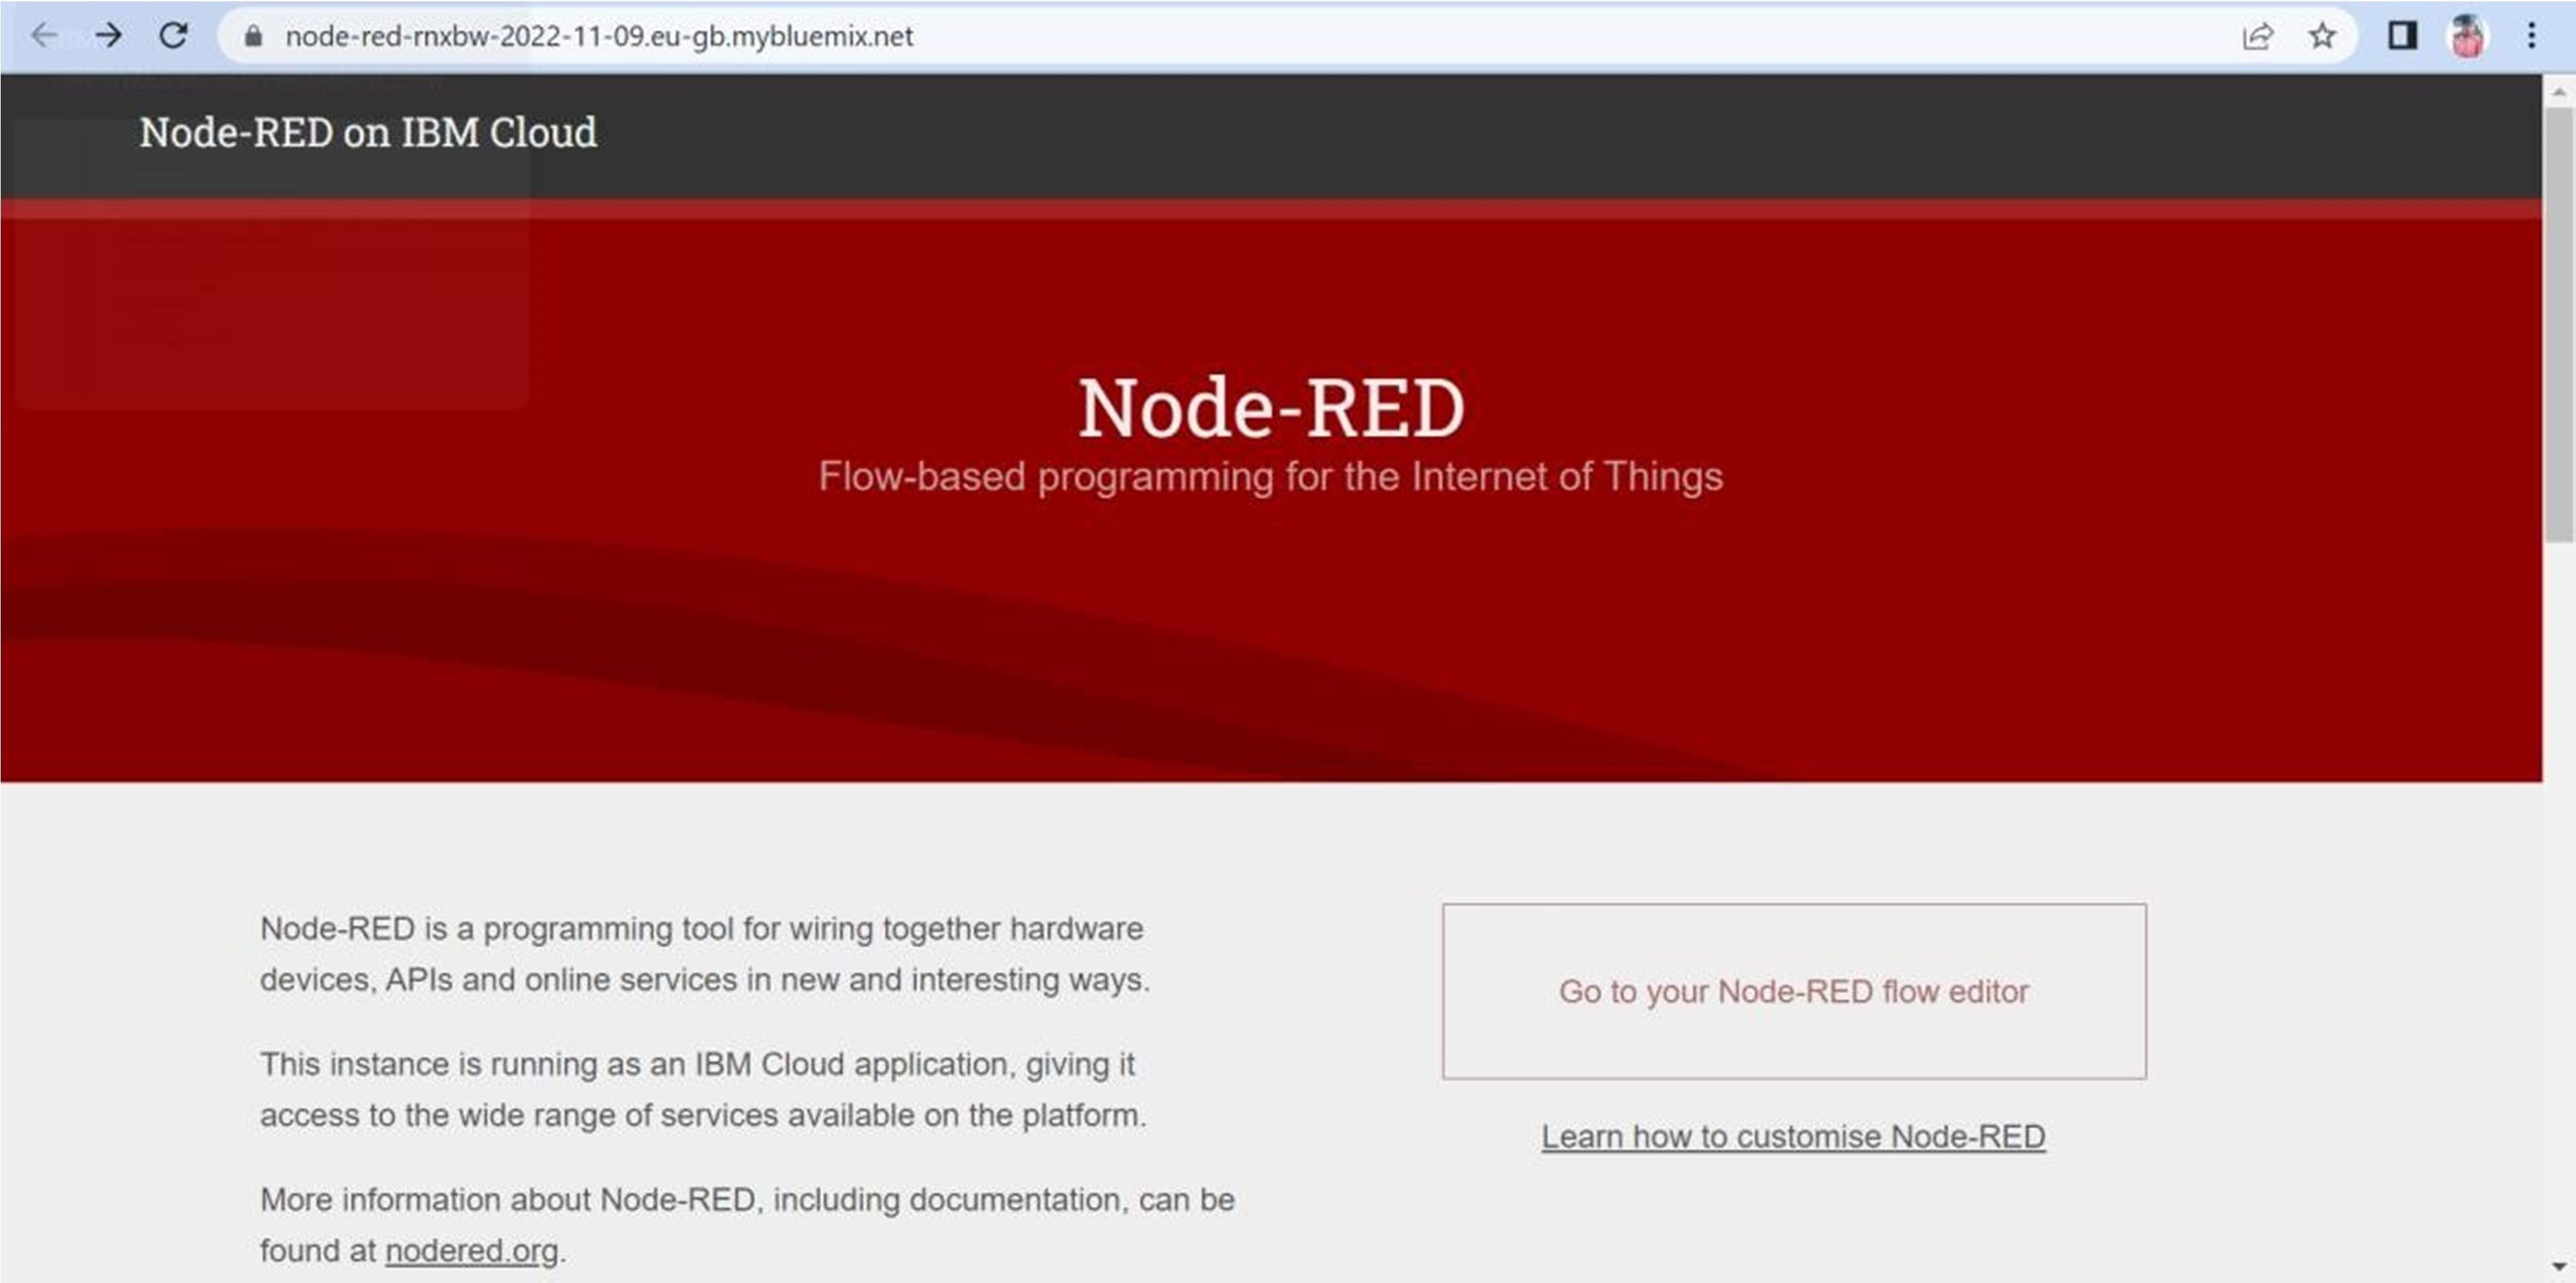 node-red-rnxbw-2022-11-09.eu-gb.mybluemix.net
Node-RED on IBM Cloud
Node-RED
Flow-based programming for the Internet of Things
Node-RED is a programming tool for wiring together hardware
devices, APIs and online services in new and interesting ways.
This instance is running as an IBM Cloud application, giving it
access to the wide range of services available on the platform.
More information about Node-RED, including documentation, can be
found at nodered.org.
Go to your Node-RED flow editor
Learn how to customise Node-RED